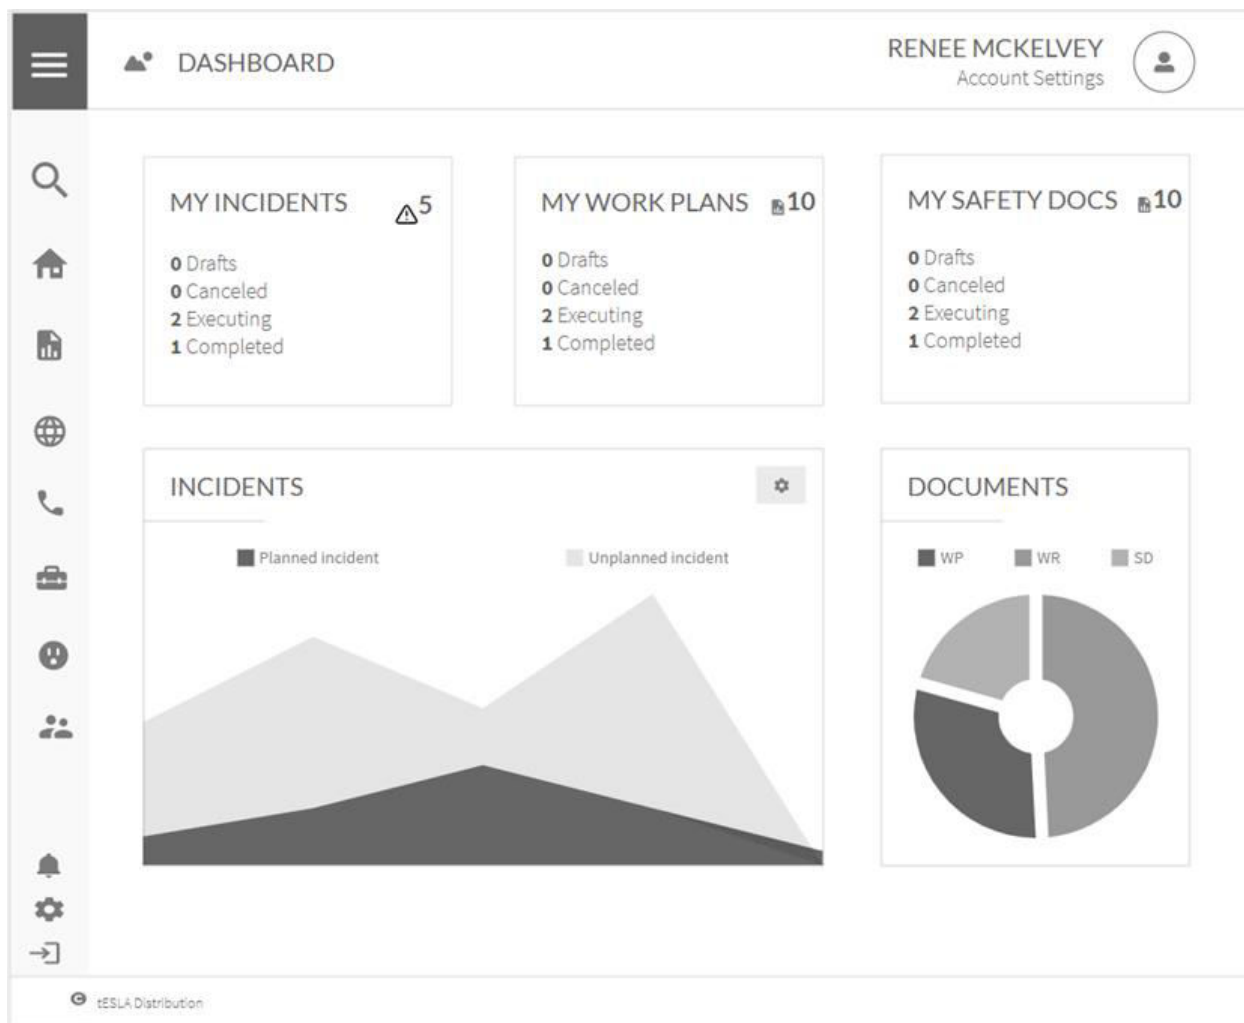 DASHBOARD
RENEE MCKELVEY
Account Settings
MY INCIDENTS 5
0 Drafts
0 Canceled
2 Executing
1 Completed
MY WORK PLANS 10
0 Drafts
0 Canceled
2 Executing
1 Completed
MY SAFETY DOCS 10
0 Drafts
0 Canceled
2 Executing
1 Completed
INCIDENTS
Planned incident Unplanned incident
DOCUMENTS
WP WR SD
© tESLA Distribution